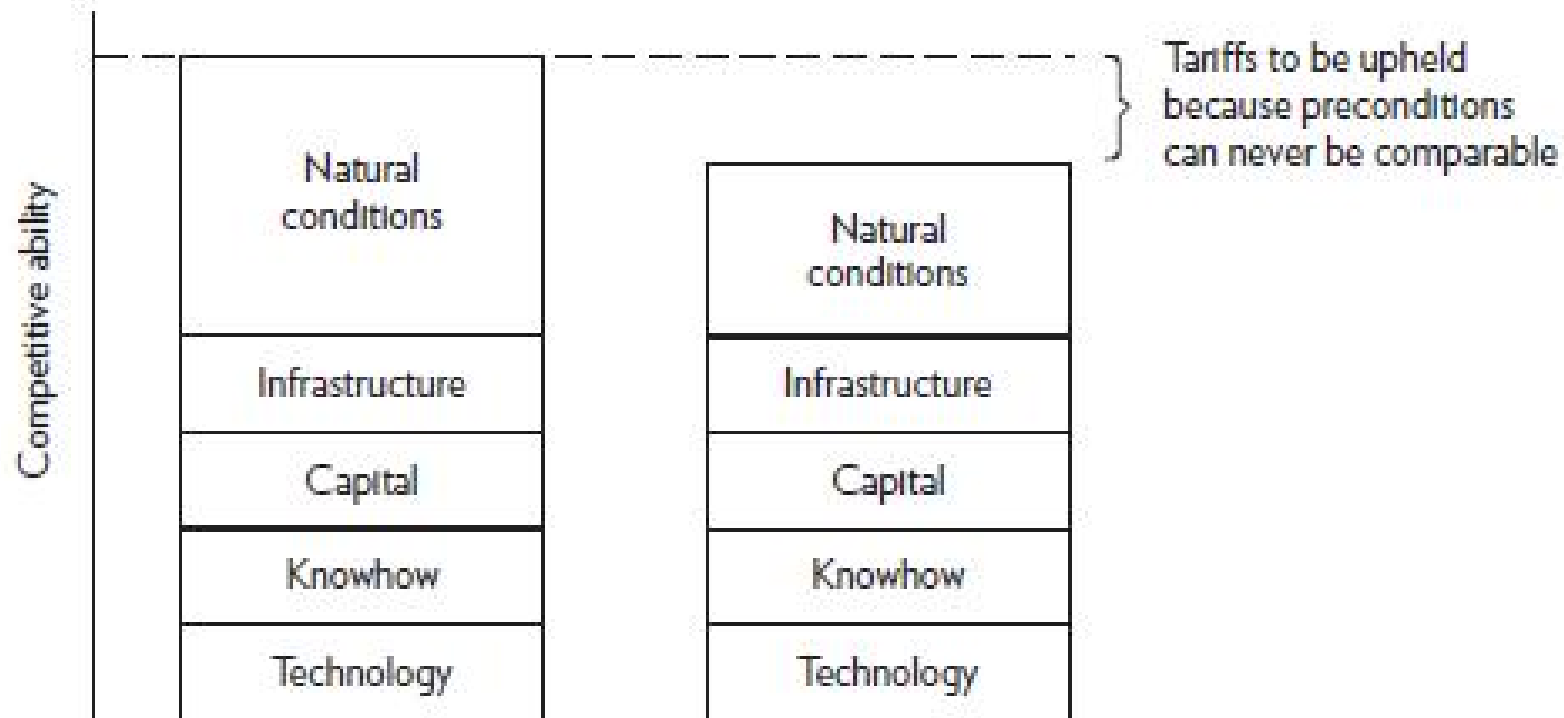 Tariffs to be upheld
because preconditions
can never be comparable
Competitive ability
Natural
conditions
Infrastructure
Capital
Knowhow
Technology
Natural
conditions
Infrastructure
Capital
Knowhow
Technology